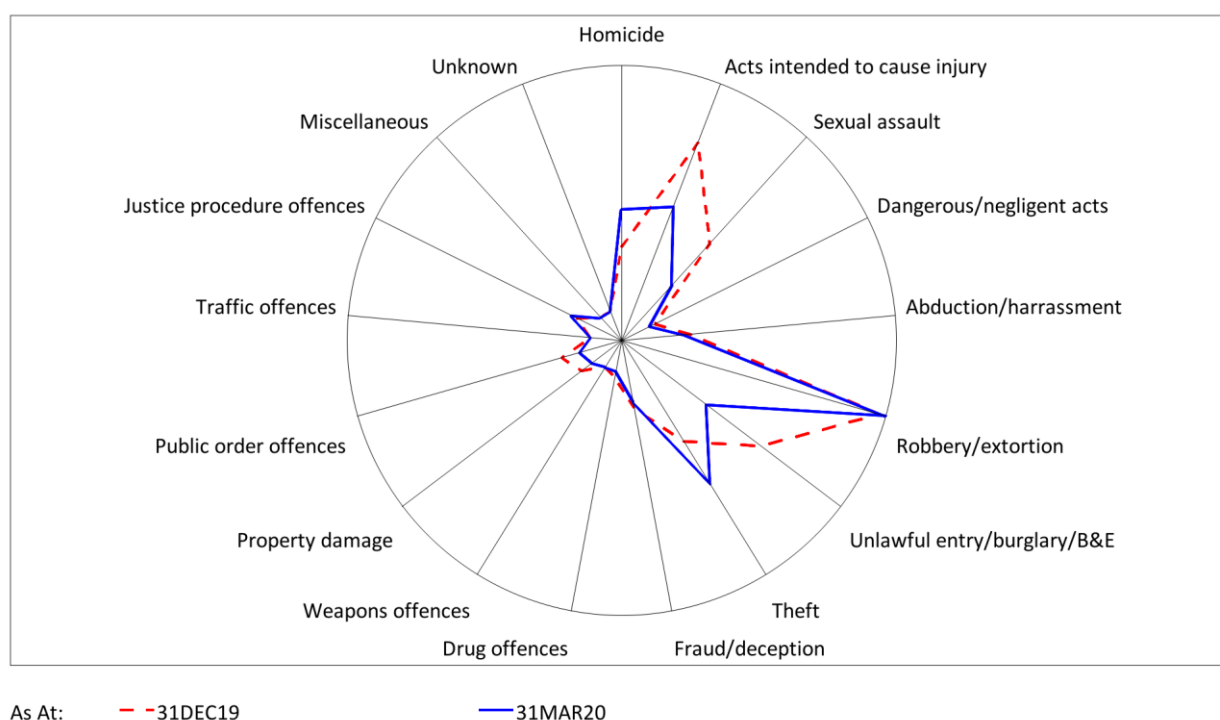 Homicide
Unknown
Acts intended to cause injury
Miscellaneous
Sexual assault
Justice procedure offences
Dangerous/negligent acts
Traffic offences
Abduction/harrassment
Public order offences
Robbery/extortion
Property damage
Unlawful entry/burglary/B&E
Weapons offences
Theft
Drug offences
Fraud/deception
As At: 31DEC19 31MAR20